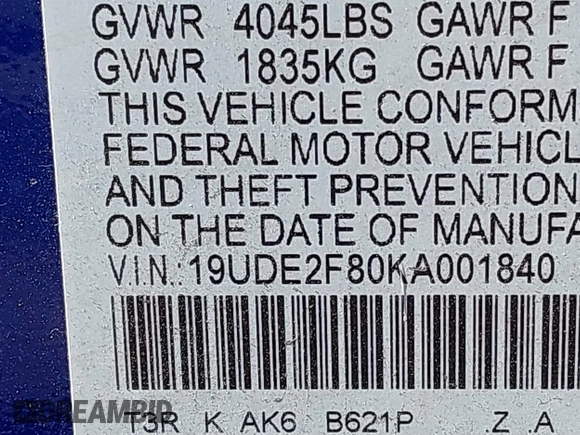 GVWR 4045LBS GAWR F
GVWR 1835KG GAWR F
THIS VEHICLE CONFORM
FEDERAL MOTOR VEHICL
AND THEFT PREVENTION
ON THE DATE OF MANUFA
V.I.N.: 19UDE2F80KA001840
T3R K AK6 B621P .Z .A
DREAMBID